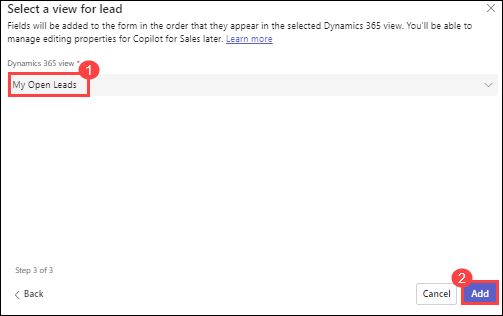 Select a view for lead
Fields will be added to the form in the order that they appear in the selected Dynamics 365 view. You'll be able to
manage editing properties for Copilot for Sales later. Learn more
Dynamics 365 view *
1
My Open Leads
Step 3 of 3
2
Back
Cancel
Add